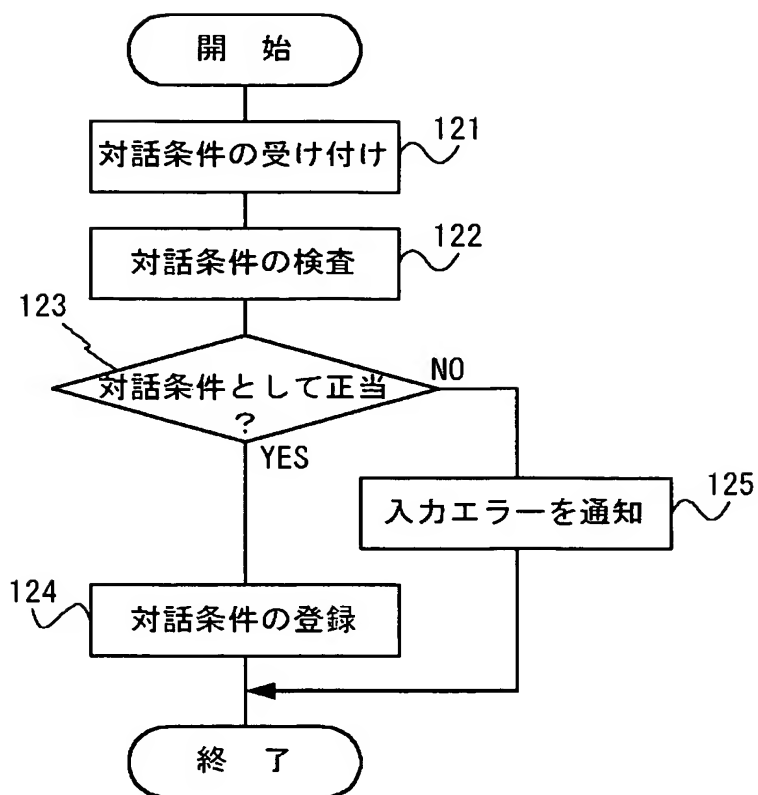 開 始
対話条件の受け付け
121
対話条件の検査
122
123
対話条件として正当
?
NO
YES
入力エラーを通知
125
124
対話条件の登録
終 了